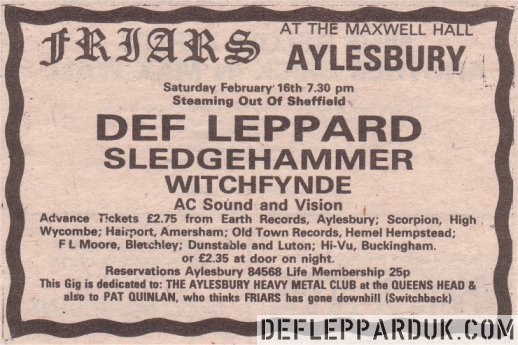 FRIARS
AT THE MAXWELL HALL
AYLESBURY
Saturday February 16th 7.30 pm
Steaming Out Of Sheffield
DEF LEPPARD
SLEDGEHAMMER
WITCHFYNDE
AC Sound and Vision
Advance Tickets £2.75 from Earth Records, Aylesbury; Scorpion, High
Wycombe; Hairport, Amersham; Old Town Records, Hemel Hempstead;
F L Moore, Bletchley; Dunstable and Luton; Hi-Vu, Buckingham.
or £2.35 at door on night.
Reservations Aylesbury 84568 Life Membership 25p
This Gig is dedicated to: THE AYLESBURY HEAVY METAL CLUB at the QUEENS HEAD &
also to PAT QUINLAN, who thinks FRIARS has gone downhill (Switchback)
DEFLEPPARDUK.COM